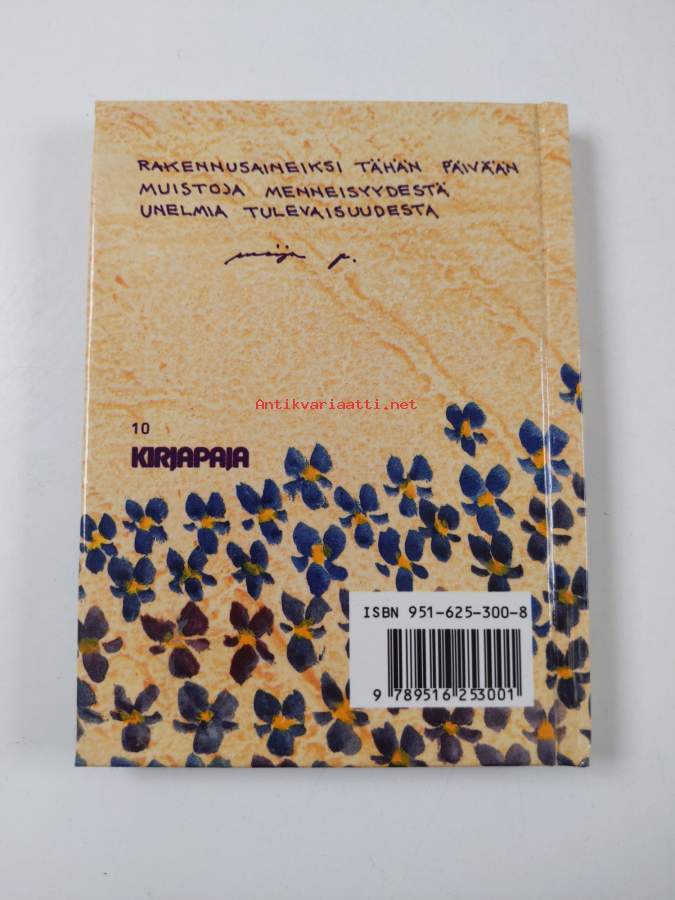 RAKENNUSAINEIKSI TÄHÄN PÄIVÄÄN
MUISTOJA MENNEISYYDESTÄ
UNELMIA TULEVAISUUDESTA
maija p.
Antikvariaatti.net
10
KIRJAPAJA
ISBN 951-625-300-8
9 789516 253001